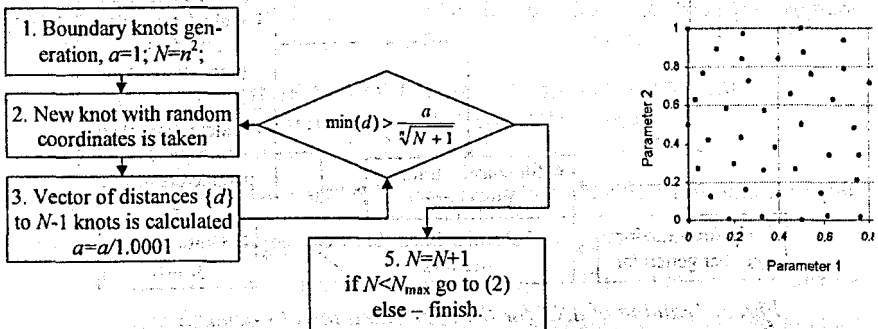 1. Boundary knots gen-
eration, a=1; N=n²;
2. New knot with random
coordinates is taken
3. Vector of distances {d}
to N-1 knots is calculated
a=a/1.0001
min(d) > a / ⁿ√(N + 1)
5. N=N+1
if N<Nmax go to (2)
else – finish.
Parameter 2
1
0.8
0.6
0.4
0.2
0
0 0.2 0.4 0.6 0.8
Parameter 1